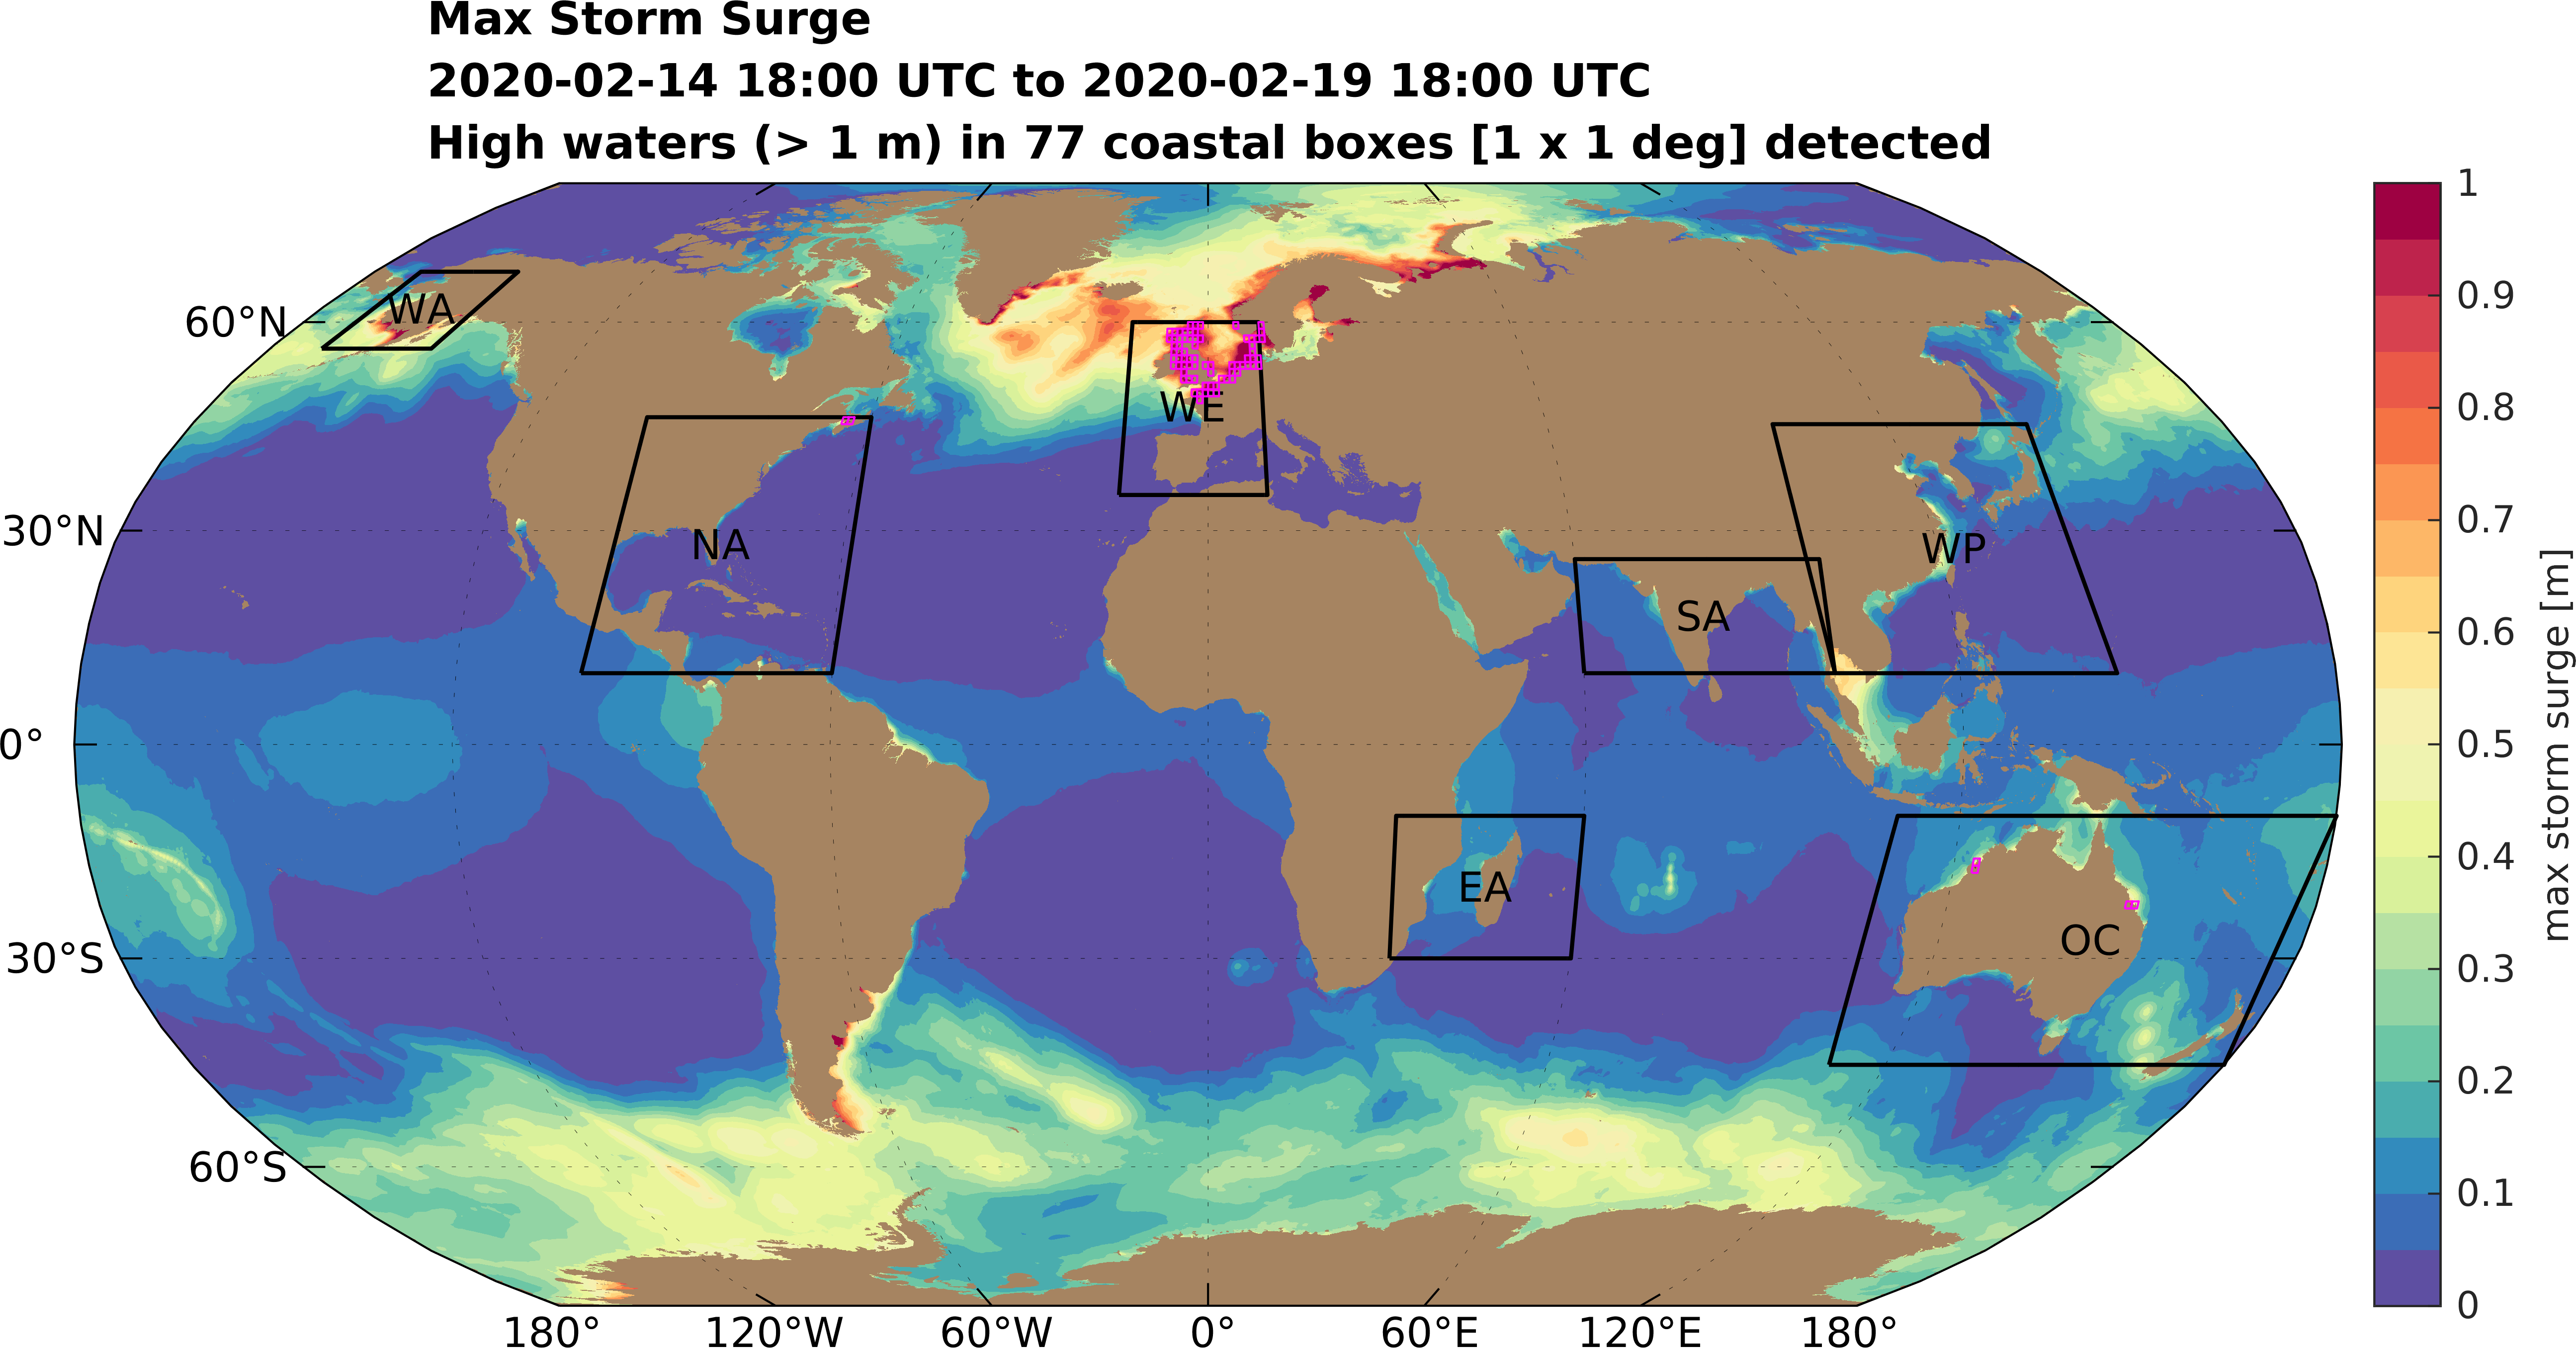 Max Storm Surge
2020-02-14 18:00 UTC to 2020-02-19 18:00 UTC
High waters (> 1 m) in 77 coastal boxes [1 x 1 deg] detected
1
0.9
0.8
0.7
0.6
0.5
0.4
0.3
0.2
0.1
0
max storm surge [m]
60°N
30°N
0°
30°S
60°S
WA
WE
NA
WP
SA
EA
OC
180°
120°W
60°W
0°
60°E
120°E
180°